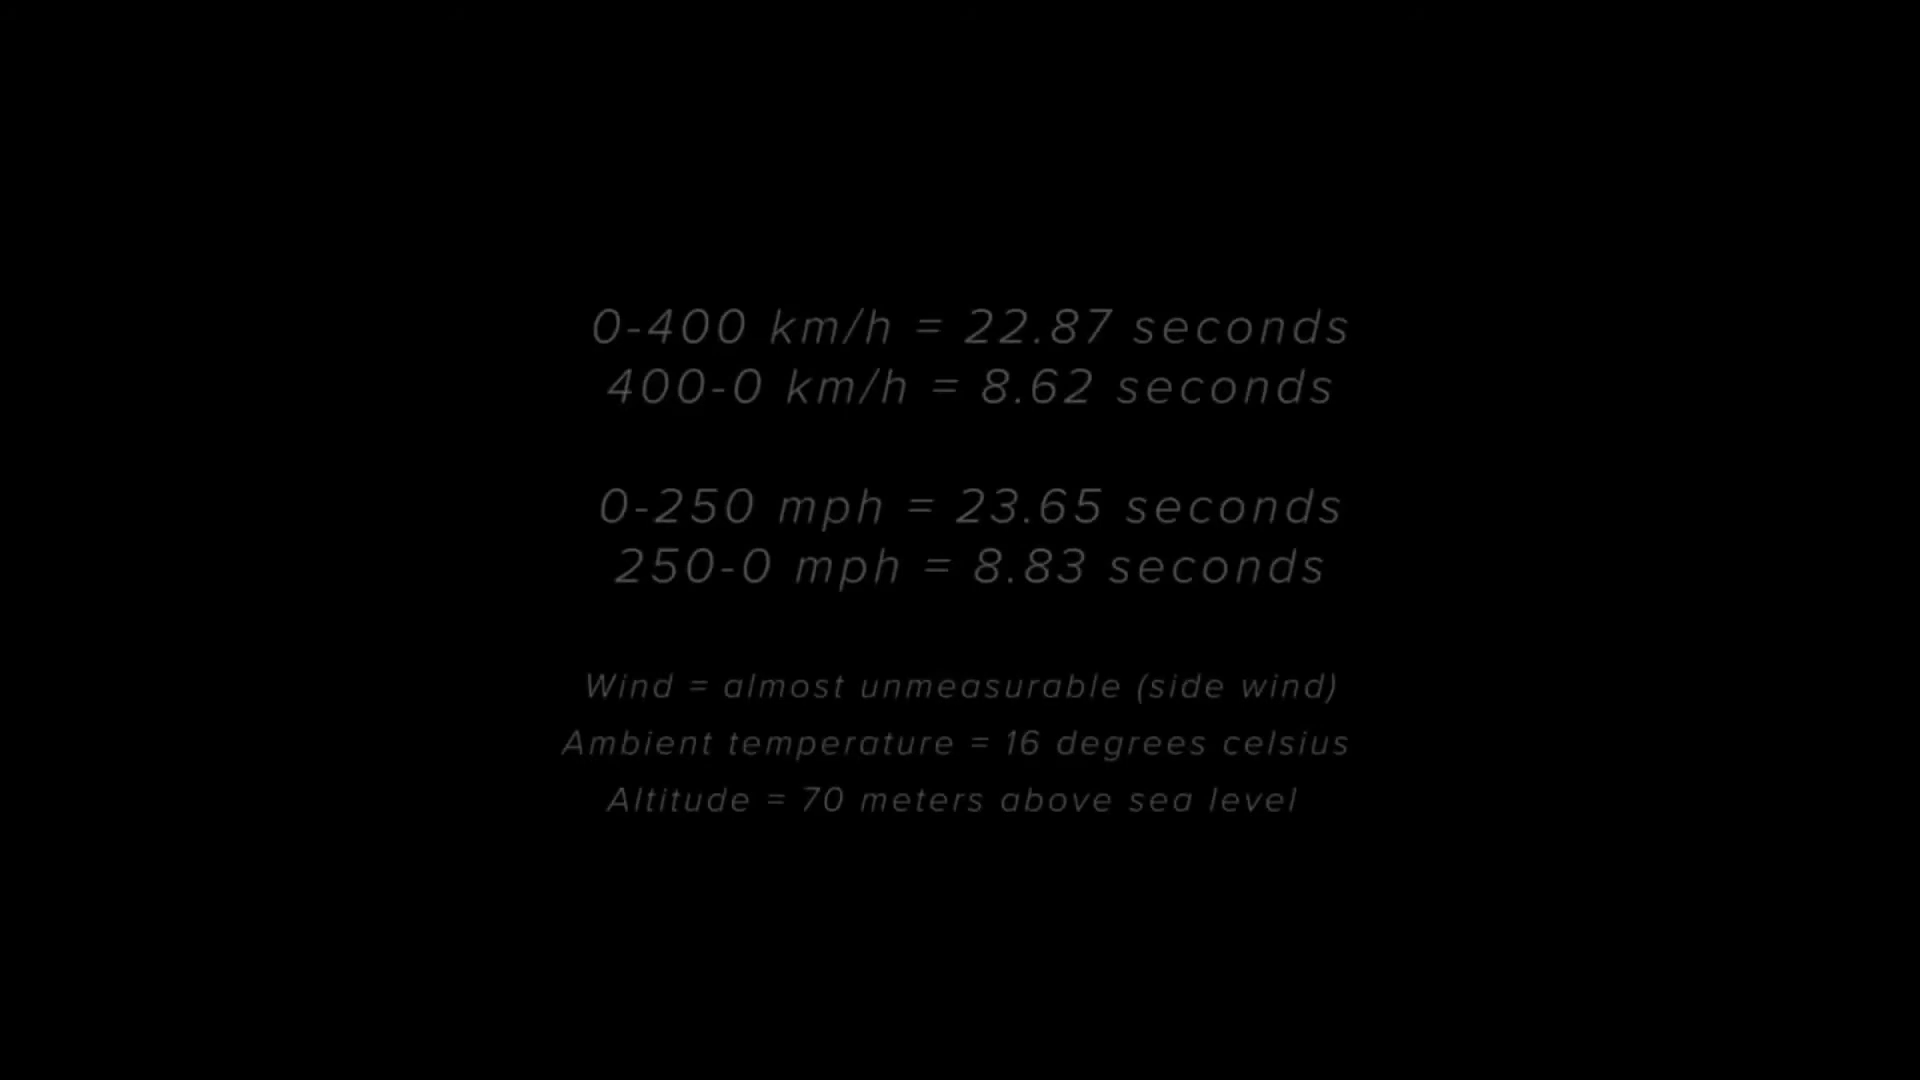 0-400 km/h = 22.87 seconds
400-0 km/h = 8.62 seconds
0-250 mph = 23.65 seconds
250-0 mph = 8.83 seconds
Wind = almost unmeasurable (side wind)
Ambient temperature = 16 degrees celsius
Altitude = 70 meters above sea level